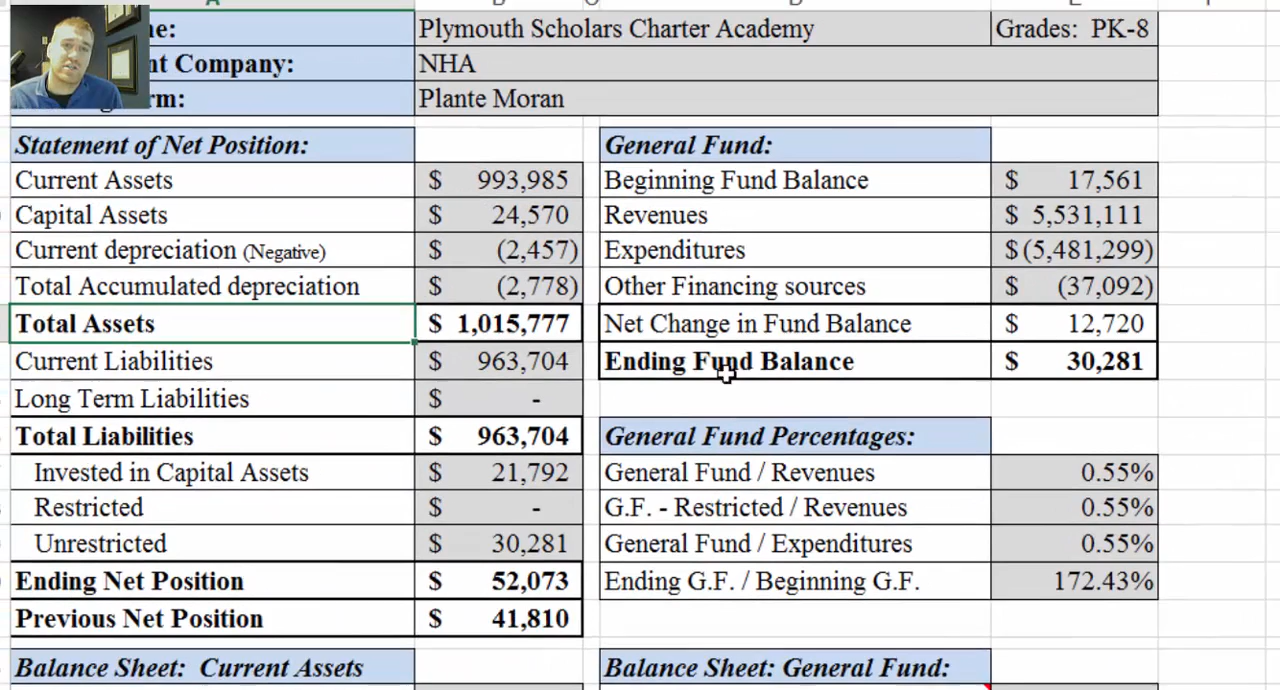 e: Plymouth Scholars Charter Academy Grades: PK-8
nt Company: NHA
rm: Plante Moran
Statement of Net Position:
Current Assets $ 993,985
Capital Assets $ 24,570
Current depreciation (Negative) $ (2,457)
Total Accumulated depreciation $ (2,778)
Total Assets $ 1,015,777
Current Liabilities $ 963,704
Long Term Liabilities $ -
Total Liabilities $ 963,704
Invested in Capital Assets $ 21,792
Restricted $ -
Unrestricted $ 30,281
Ending Net Position $ 52,073
Previous Net Position $ 41,810
Balance Sheet: Current Assets
General Fund:
Beginning Fund Balance $ 17,561
Revenues $ 5,531,111
Expenditures $ (5,481,299)
Other Financing sources $ (37,092)
Net Change in Fund Balance $ 12,720
Ending Fund Balance $ 30,281
General Fund Percentages:
General Fund / Revenues 0.55%
G.F. - Restricted / Revenues 0.55%
General Fund / Expenditures 0.55%
Ending G.F. / Beginning G.F. 172.43%
Balance Sheet: General Fund: